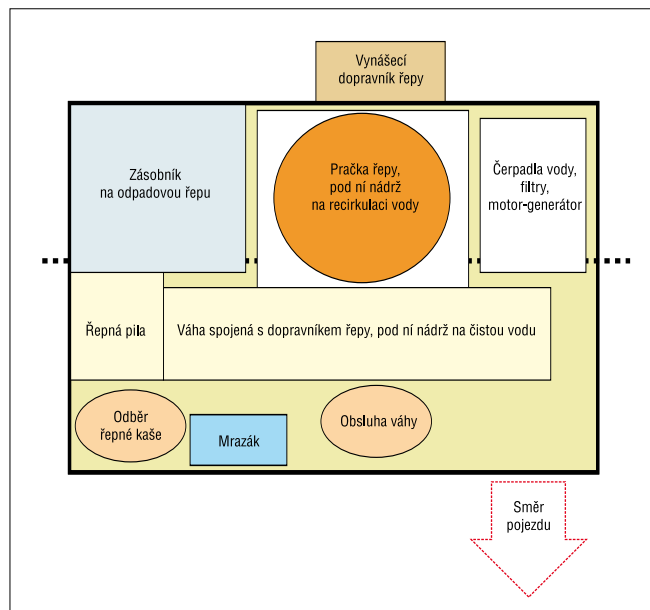 Vynášecí
dopravník řepy
Zásobník
na odpadovou řepu
Pračka řepy,
pod ní nádrž
na recirkulaci vody
Čerpadla vody,
filtry,
motor-generátor
Řepná pila
Váha spojená s dopravníkem řepy, pod ní nádrž na čistou vodu
Odběr
řepné kaše
Mrazák
Obsluha váhy
Směr
pojezdu